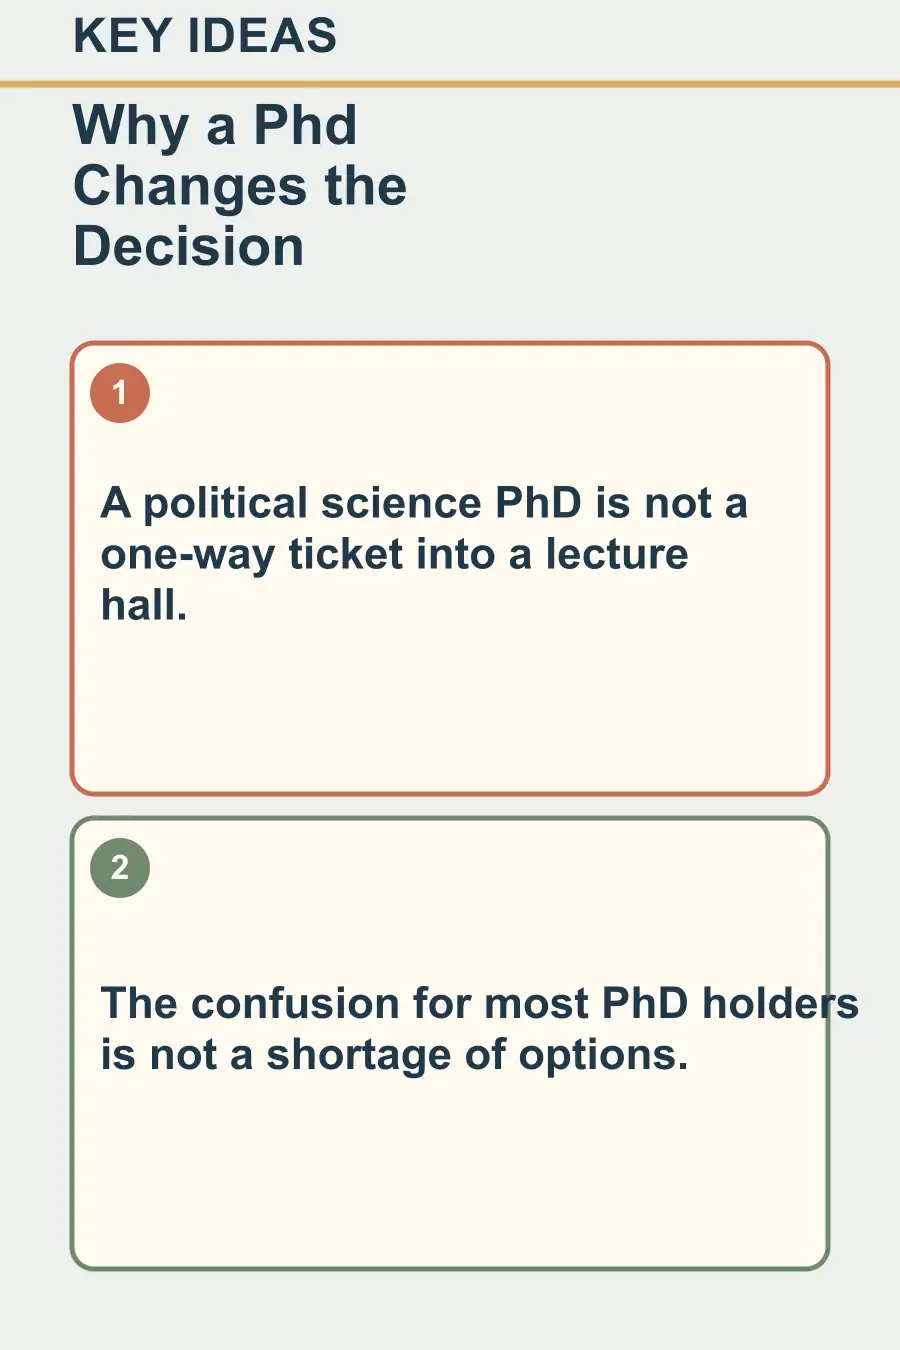 KEY IDEAS
Why a Phd
Changes the
Decision
1
A political science PhD is not a
one-way ticket into a lecture
hall.
2
The confusion for most PhD holders
is not a shortage of options.